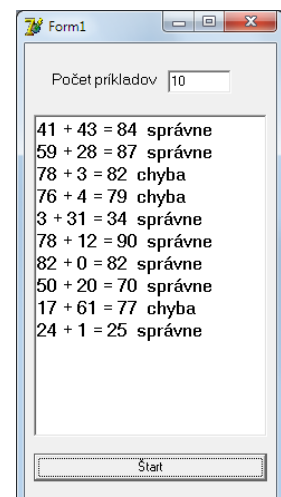 Form1
Počet príkladov 10
41 + 43 = 84 správne
59 + 28 = 87 správne
78 + 3 = 82 chyba
76 + 4 = 79 chyba
3 + 31 = 34 správne
78 + 12 = 90 správne
82 + 0 = 82 správne
50 + 20 = 70 správne
17 + 61 = 77 chyba
24 + 1 = 25 správne
Štart